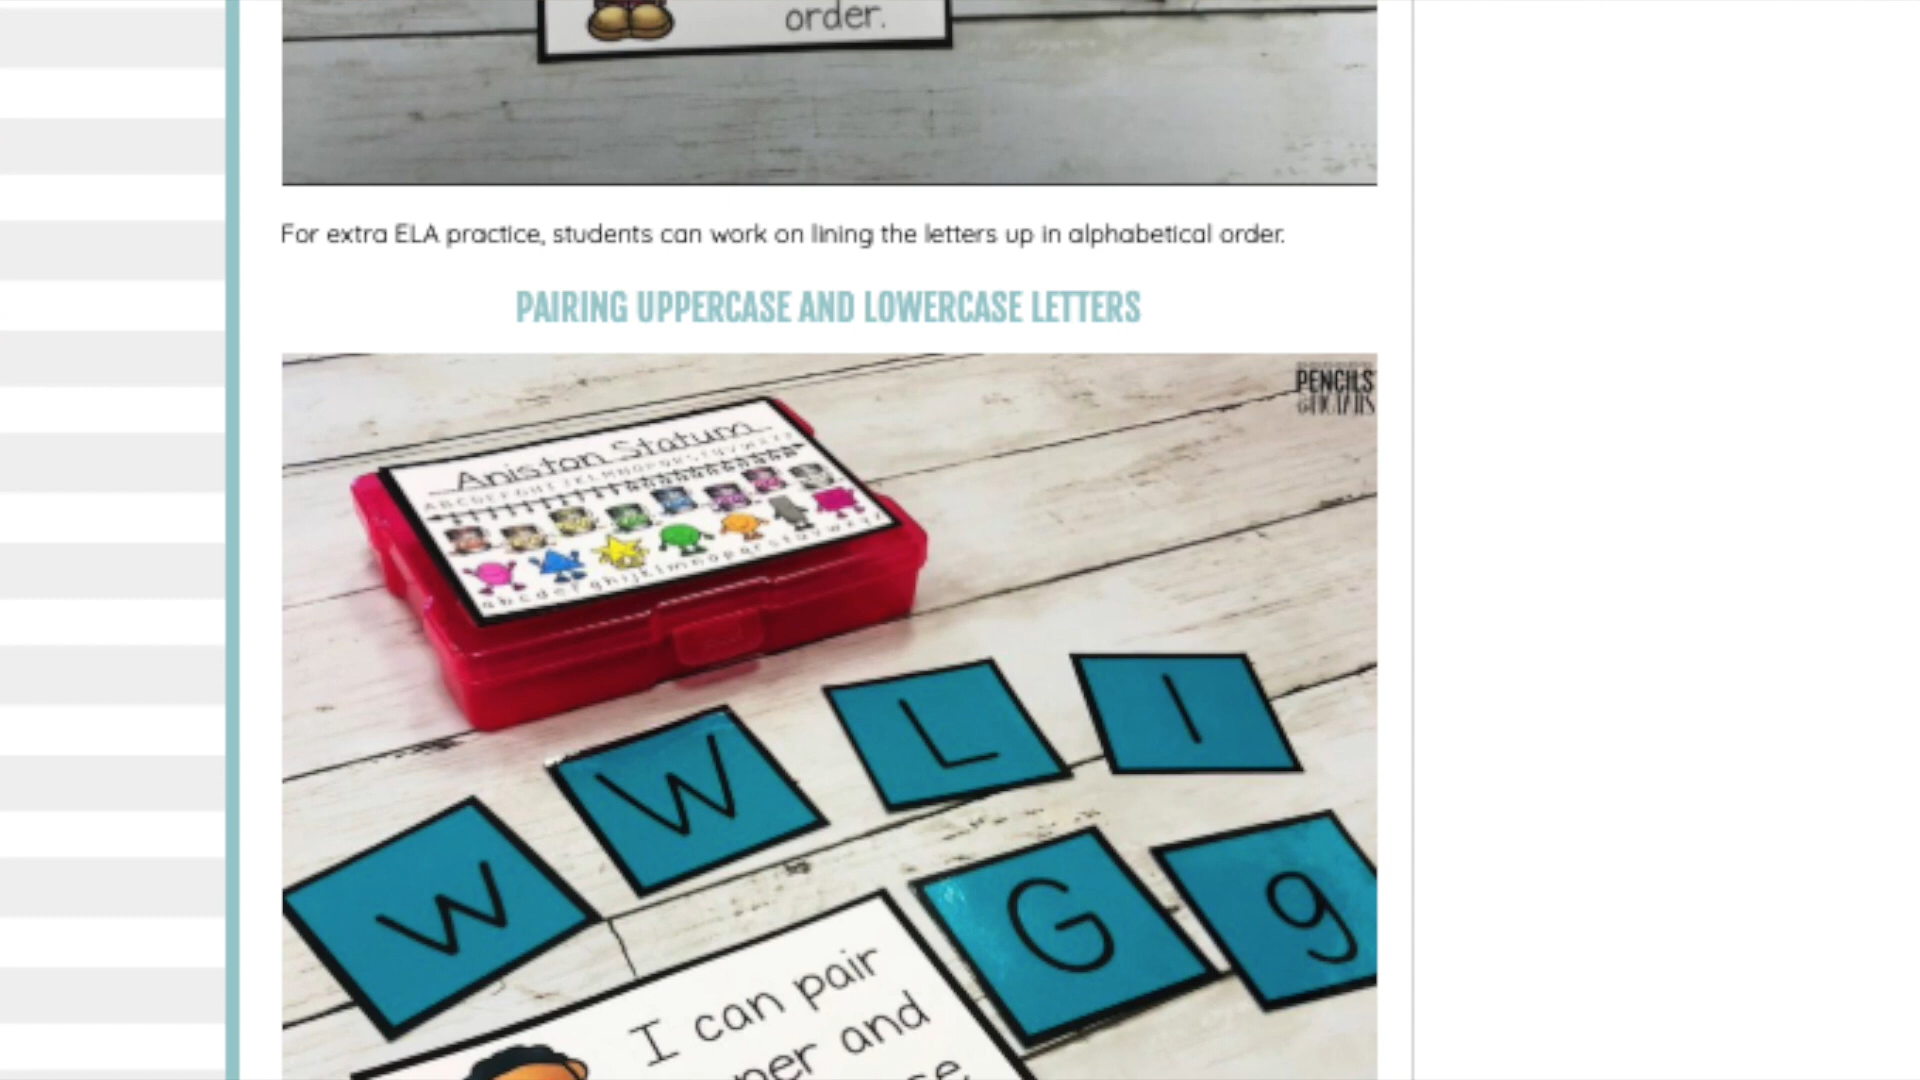 order.
For extra ELA practice, students can work on lining the letters up in alphabetical order.
PAIRING UPPERCASE AND LOWERCASE LETTERS
PENCILS
Aniston Statum
w W L l
G g
I can pair
and